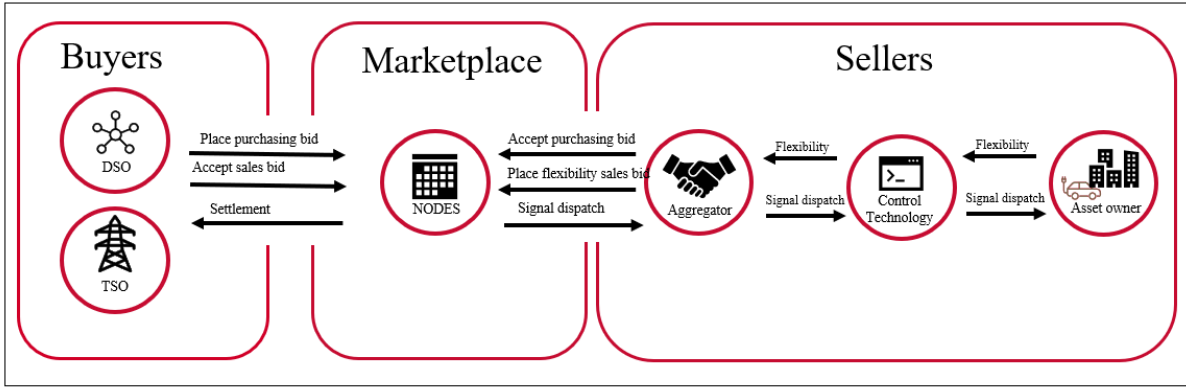 Buyers
Marketplace
Sellers
DSO
TSO
Place purchasing bid
Accept sales bid
Settlement
NODES
Accept purchasing bid
Place flexibility sales bid
Signal dispatch
Aggregator
Flexibility
Signal dispatch
Control
Technology
Flexibility
Signal dispatch
Asset owner